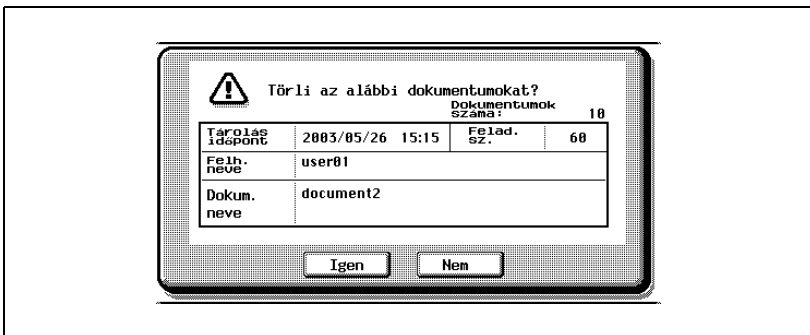 Törli az alábbi dokumentumokat?
Dokumentumok
száma: 10
Tárolás
időpont 2003/05/26 15:15 Felad.
sz. 60
Felh.
neve user01
Dokum.
neve document2
Igen Nem